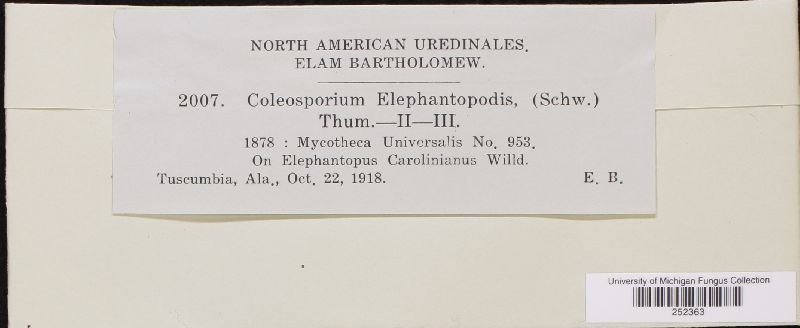 NORTH AMERICAN UREDINALES.
ELAM BARTHOLOMEW.
2007. Coleosporium Elephantopodis, (Schw.)
Thum.—II—III.
1878 : Mycotheca Universalis No. 953.
On Elephantopus Carolinianus Willd.
Tuscumbia, Ala., Oct. 22, 1918. E. B.
University of Michigan Fungus Collection
252363